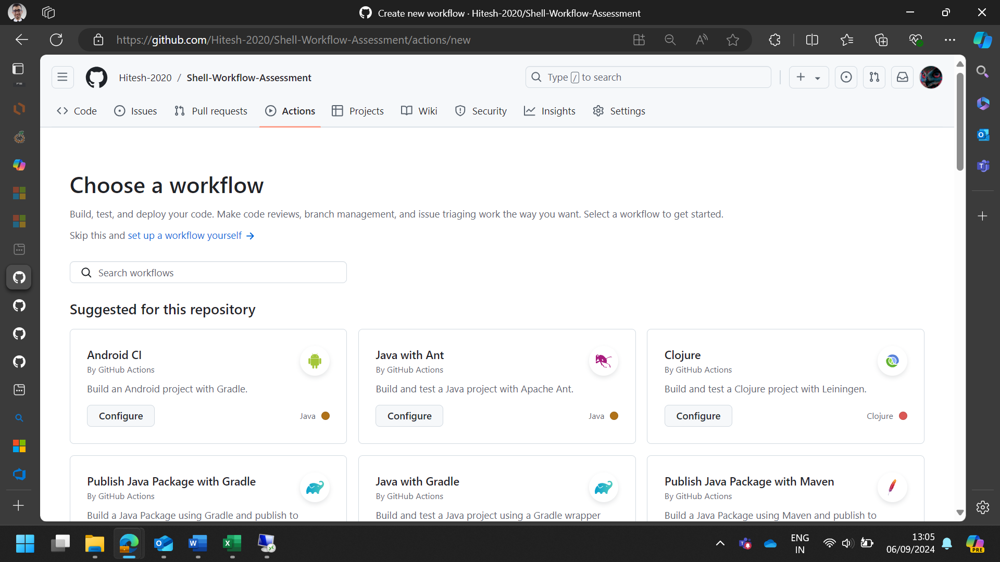 Create new workflow · Hitesh-2020/Shell-Workflow-Assessment
https://github.com/Hitesh-2020/Shell-Workflow-Assessment/actions/new
Hitesh-2020 / Shell-Workflow-Assessment
Type / to search
Code
Issues
Pull requests
Actions
Projects
Wiki
Security
Insights
Settings
Choose a workflow
Build, test, and deploy your code. Make code reviews, branch management, and issue triaging work the way you want. Select a workflow to get started.
Skip this and set up a workflow yourself →
Search workflows
Suggested for this repository
Android CI
By GitHub Actions
Build an Android project with Gradle.
Configure
Java
Java with Ant
By GitHub Actions
Build and test a Java project with Apache Ant.
Configure
Java
Clojure
By GitHub Actions
Build and test a Clojure project with Leiningen.
Configure
Clojure
Publish Java Package with Gradle
By GitHub Actions
Build a Java Package using Gradle and publish to
Java with Gradle
By GitHub Actions
Build and test a Java project using a Gradle wrapper
Publish Java Package with Maven
By GitHub Actions
Build a Java Package using Maven and publish to
ENG
IN
13:05
06/09/2024
PRE